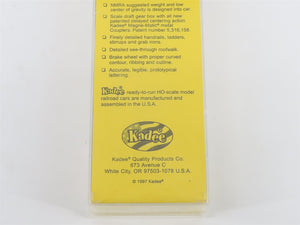 NMRA suggested weight and low
center of gravity is designed into car.
Scale draft gear box with all new
patented delayed centering action
Kadee® Magne-Matic® metal
Couplers. Patent number 5,316,158.
Finely detailed handrails, ladders,
stirrups and grab irons.
Detailed see-through roofwalk.
Brake wheel with proper curved
contour, ribbing and cutline.
Accurate, legible, prototypical
lettering.
Kadee ready-to-run HO-scale model
railroad cars are manufactured and
assembled in the U.S.A.
Kadee
Kadee® Quality Products Co.
673 Avenue C
White City, OR 97503-1078 U.S.A.
© 1997 Kadee®